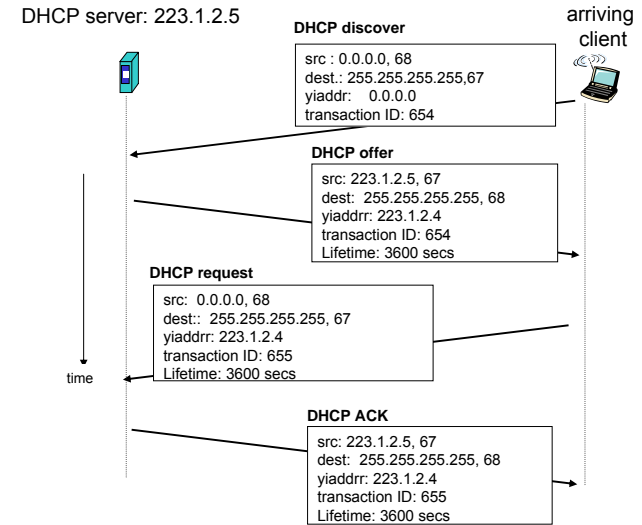 DHCP server: 223.1.2.5
arriving
client
DHCP discover
src : 0.0.0.0, 68
dest.: 255.255.255.255,67
yiaddr: 0.0.0.0
transaction ID: 654
DHCP offer
src: 223.1.2.5, 67
dest: 255.255.255.255, 68
yiaddrr: 223.1.2.4
transaction ID: 654
Lifetime: 3600 secs
DHCP request
src: 0.0.0.0, 68
dest:: 255.255.255.255, 67
yiaddrr: 223.1.2.4
transaction ID: 655
Lifetime: 3600 secs
time
DHCP ACK
src: 223.1.2.5, 67
dest: 255.255.255.255, 68
yiaddrr: 223.1.2.4
transaction ID: 655
Lifetime: 3600 secs